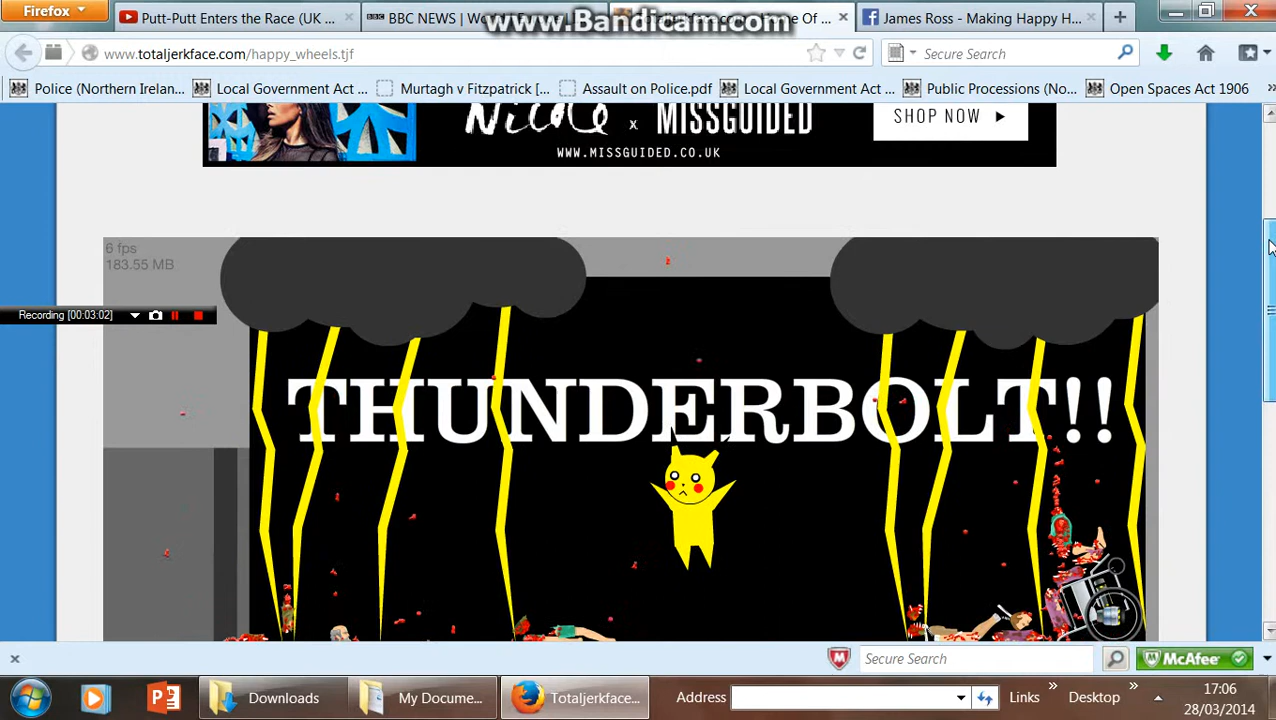 www.Bandicam.com
Firefox
Putt-Putt Enters the Race (UK ...
BBC NEWS | W
Of ...
James Ross - Making Happy H...
www.totaljerkface.com/happy_wheels.tjf
Secure Search
Police (Northern Irelan...
Local Government Act ...
Murtagh v Fitzpatrick [...
Assault on Police.pdf
Local Government Act ...
Public Processions (No...
Open Spaces Act 1906
Nicole x MISSGUIDED
SHOP NOW
WWW.MISSGUIDED.CO.UK
6 fps
183.55 MB
Recording [00:03:02]
THUNDERBOLT!!
Secure Search
McAfee
Downloads
My Docume...
Totaljerkface...
Address
Links
Desktop
17:06
28/03/2014